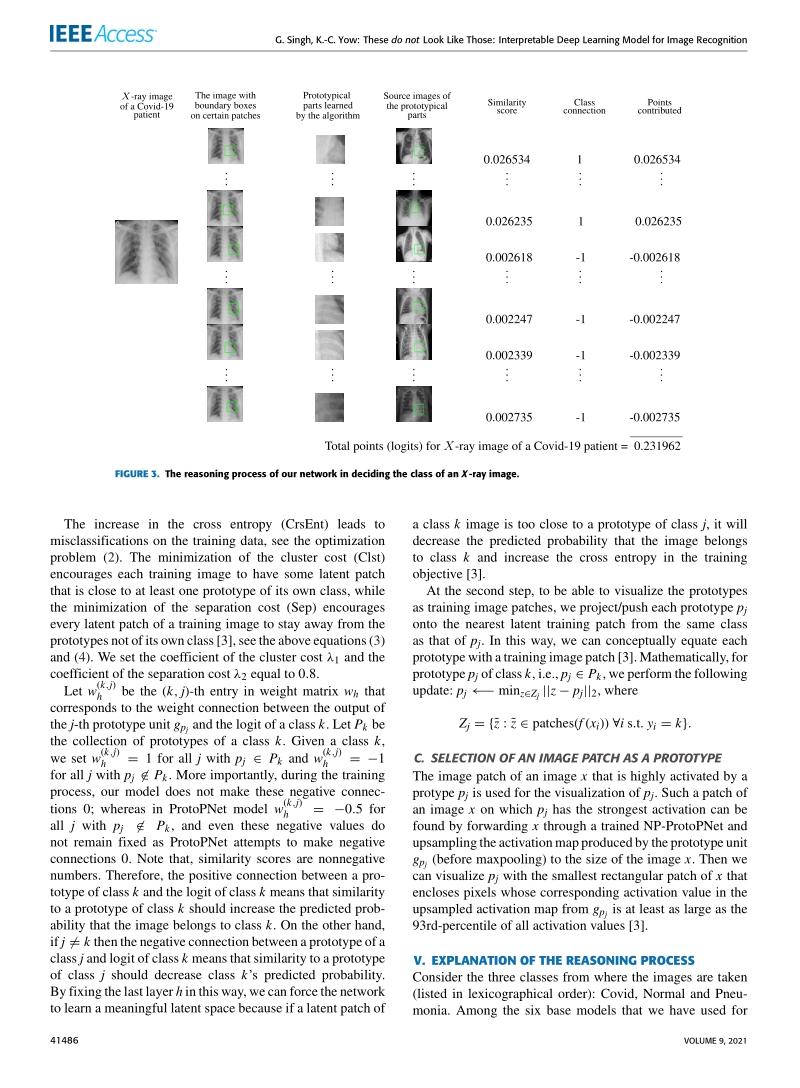 IEEE Access
G. Singh, K.-C. Yow: These do not Look Like Those: Interpretable Deep Learning Model for Image Recognition
X-ray image
of a Covid-19
patient
The image with
boundary boxes
on certain patches
Prototypical
parts learned
by the algorithm
Source images of
the prototypical
parts
Similarity
score
Class
connection
Points
contributed
0.026534 1 0.026534
0.026235 1 0.026235
0.002618 -1 -0.002618
0.002247 -1 -0.002247
0.002339 -1 -0.002339
0.002735 -1 -0.002735
Total points (logits) for X-ray image of a Covid-19 patient = 0.231962
FIGURE 3. The reasoning process of our network in deciding the class of an X-ray image.
The increase in the cross entropy (CrsEnt) leads to
misclassifications on the training data, see the optimization
problem (2). The minimization of the cluster cost (Clst)
encourages each training image to have some latent patch
that is close to at least one prototype of its own class, while
the minimization of the separation cost (Sep) encourages
every latent patch of a training image to stay away from the
prototypes not of its own class [3], see the above equations (3)
and (4). We set the coefficient of the cluster cost λ1 and the
coefficient of the separation cost λ2 equal to 0.8.
Let w_h^(k,j) be the (k, j)-th entry in weight matrix w_h that
corresponds to the weight connection between the output of
the j-th prototype unit g_pj and the logit of a class k. Let P_k be
the collection of prototypes of a class k. Given a class k,
we set w_h^(k,j) = 1 for all j with p_j ∈ P_k and w_h^(k,j) = −1
for all j with p_j ∉ P_k. More importantly, during the training
process, our model does not make these negative connec-
tions 0; whereas in ProtoPNet model w_h^(k,j) = −0.5 for
all j with p_j ∉ P_k, and even these negative values do
not remain fixed as ProtoPNet attempts to make negative
connections 0. Note that, similarity scores are nonnegative
numbers. Therefore, the positive connection between a pro-
totype of class k and the logit of class k means that similarity
to a prototype of class k should increase the predicted prob-
ability that the image belongs to class k. On the other hand,
if j ≠ k then the negative connection between a prototype of a
class j and logit of class k means that similarity to a prototype
of class j should decrease class k's predicted probability.
By fixing the last layer h in this way, we can force the network
to learn a meaningful latent space because if a latent patch of
a class k image is too close to a prototype of class j, it will
decrease the predicted probability that the image belongs
to class k and increase the cross entropy in the training
objective [3].
At the second step, to be able to visualize the prototypes
as training image patches, we project/push each prototype p_j
onto the nearest latent training patch from the same class
as that of p_j. In this way, we can conceptually equate each
prototype with a training image patch [3]. Mathematically, for
prototype p_j of class k, i.e., p_j ∈ P_k, we perform the following
update: p_j ⟵ min_{z∈Z_j} ||z − p_j||_2, where
Z_j = {z̃ : z̃ ∈ patches(f(x_i)) ∀i s.t. y_i = k}.
C. SELECTION OF AN IMAGE PATCH AS A PROTOTYPE
The image patch of an image x that is highly activated by a
protype p_j is used for the visualization of p_j. Such a patch of
an image x on which p_j has the strongest activation can be
found by forwarding x through a trained NP-ProtoPNet and
upsampling the activation map produced by the prototype unit
g_pj (before maxpooling) to the size of the image x. Then we
can visualize p_j with the smallest rectangular patch of x that
encloses pixels whose corresponding activation value in the
upsampled activation map from g_pj is at least as large as the
93rd-percentile of all activation values [3].
V. EXPLANATION OF THE REASONING PROCESS
Consider the three classes from where the images are taken
(listed in lexicographical order): Covid, Normal and Pneu-
monia. Among the six base models that we have used for
41486
VOLUME 9, 2021